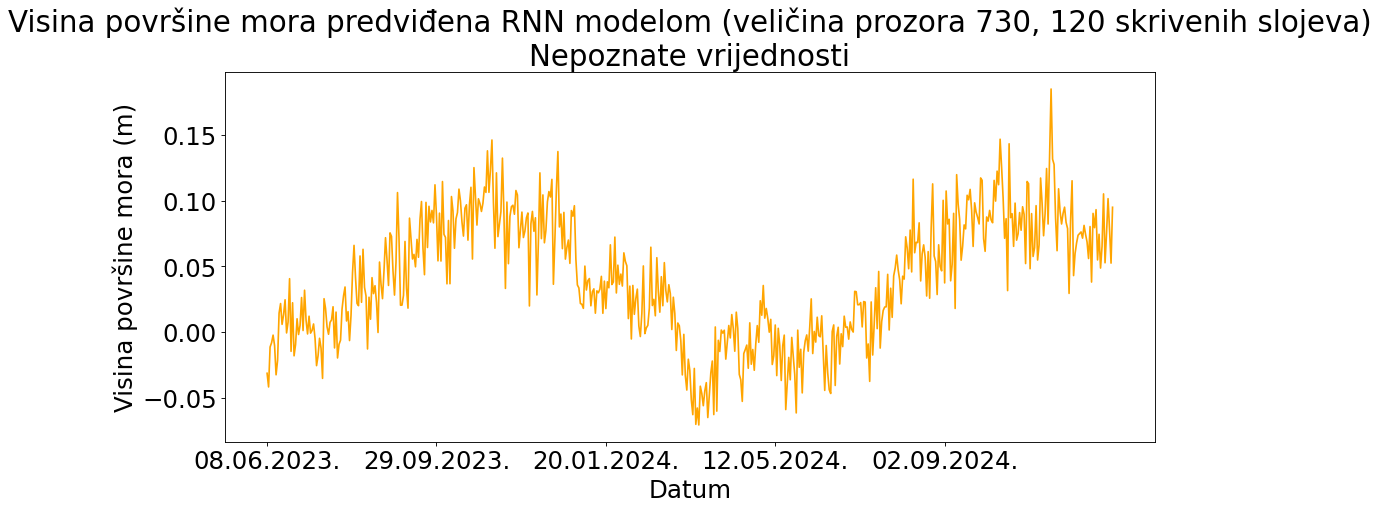 Visina površine mora predviđena RNN modelom (veličina prozora 730, 120 skrivenih slojeva)
Nepoznate vrijednosti
Visina površine mora (m)
0.15
0.10
0.05
0.00
−0.05
08.06.2023. 29.09.2023. 20.01.2024. 12.05.2024. 02.09.2024.
Datum